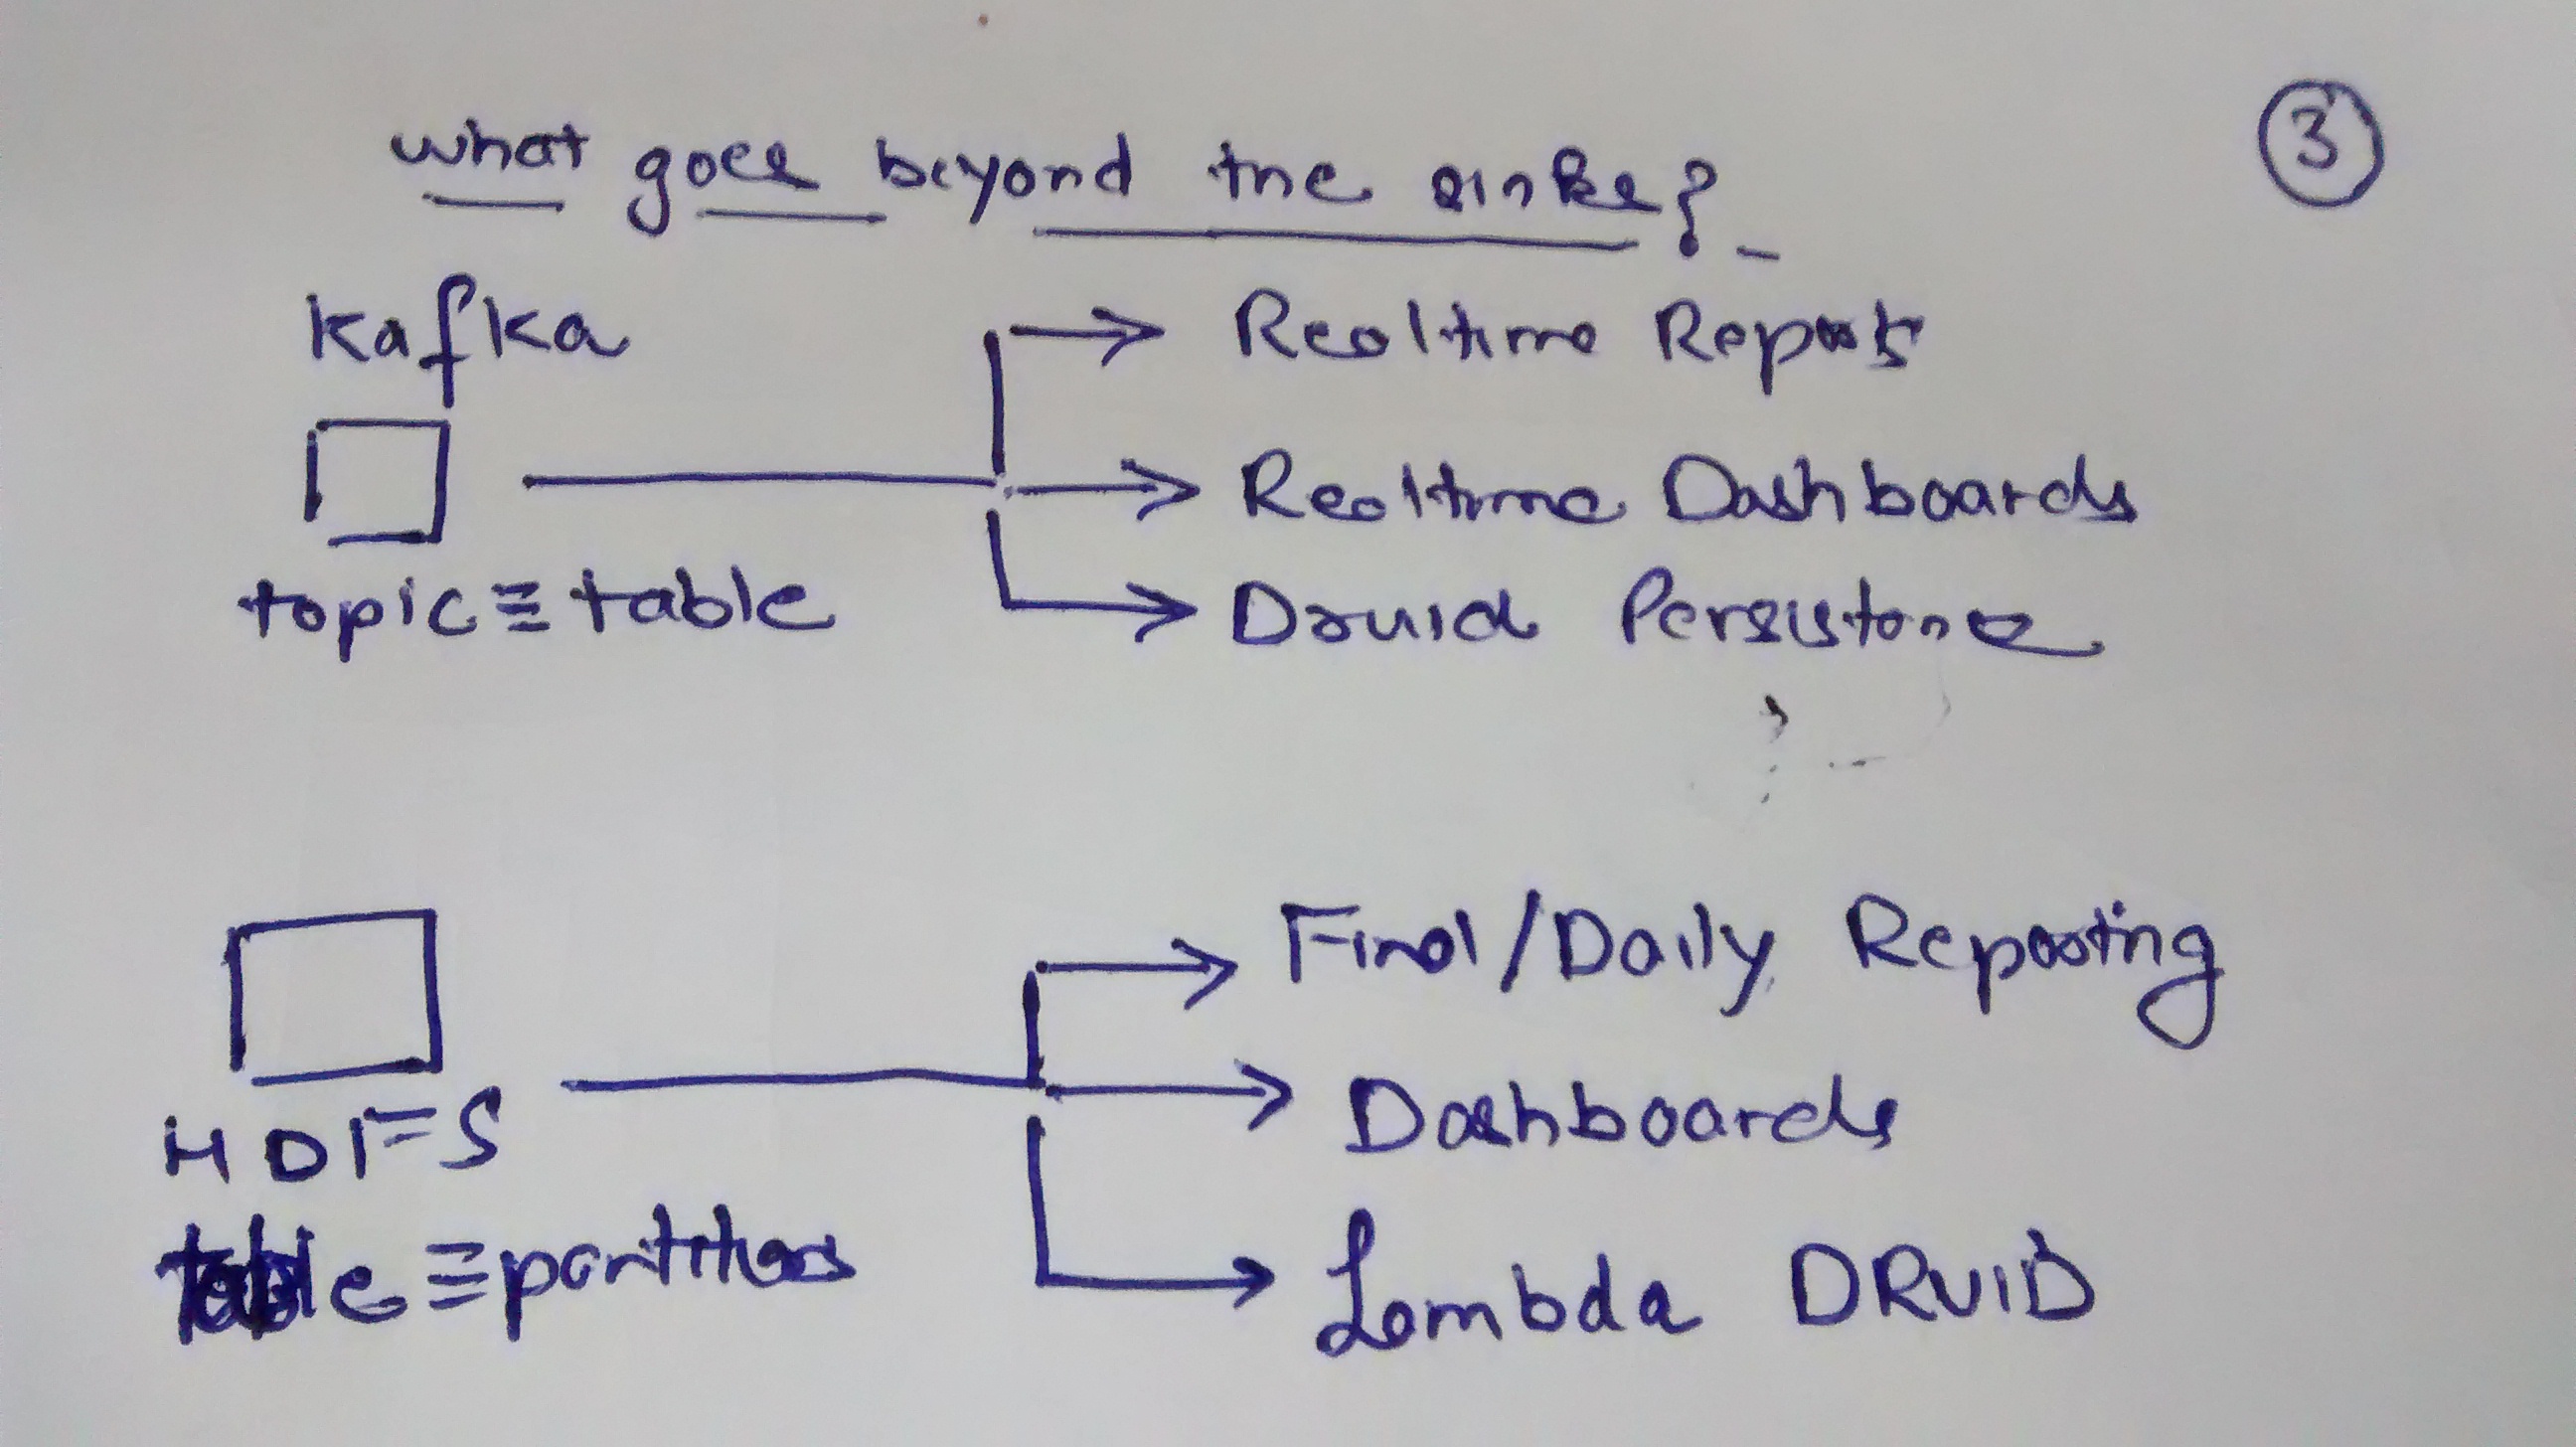 3
what goes beyond the sinks?
Kafka
Realtime Reports
Realtime Dashboards
topic ≡ table
Druid Persistence
Final/Daily Reporting
Dashboards
HDFS
table ≡ partitions
Lambda DRUID